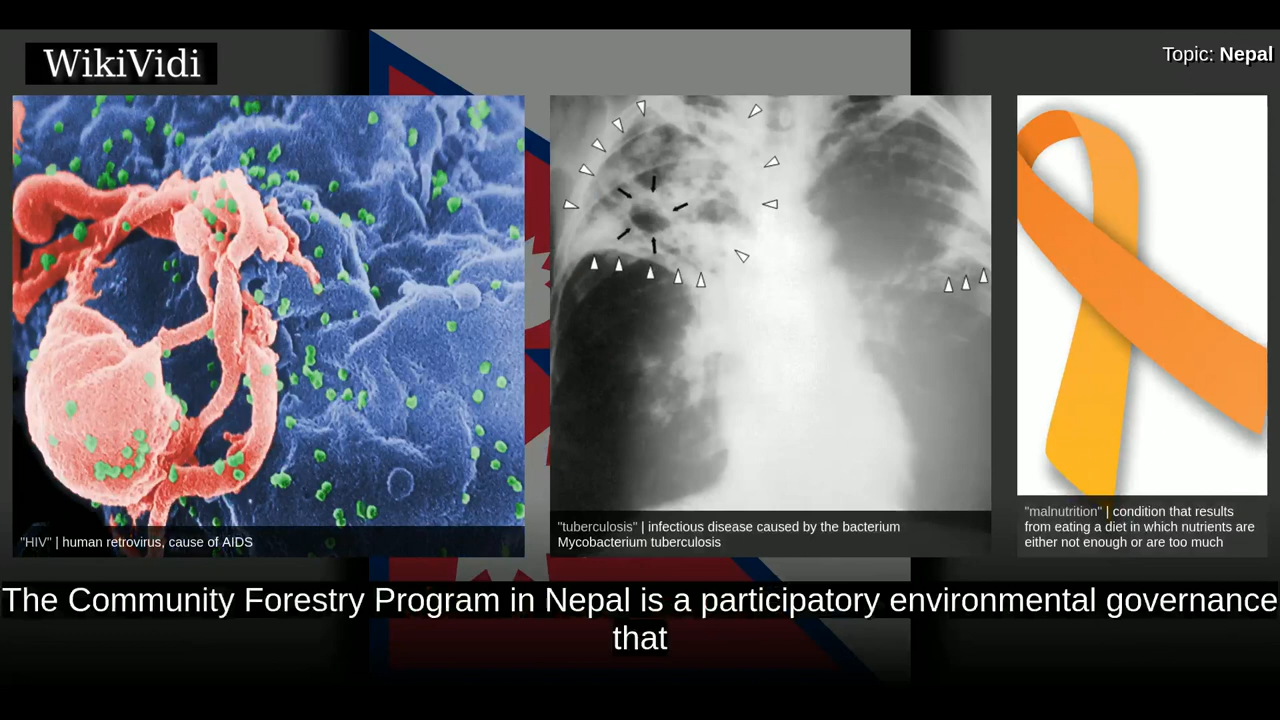 WikiVidi
Topic: Nepal
"HIV" | human retrovirus, cause of AIDS
"tuberculosis" | infectious disease caused by the bacterium
Mycobacterium tuberculosis
"malnutrition" | condition that results
from eating a diet in which nutrients are
either not enough or are too much
The Community Forestry Program in Nepal is a participatory environmental governance
that